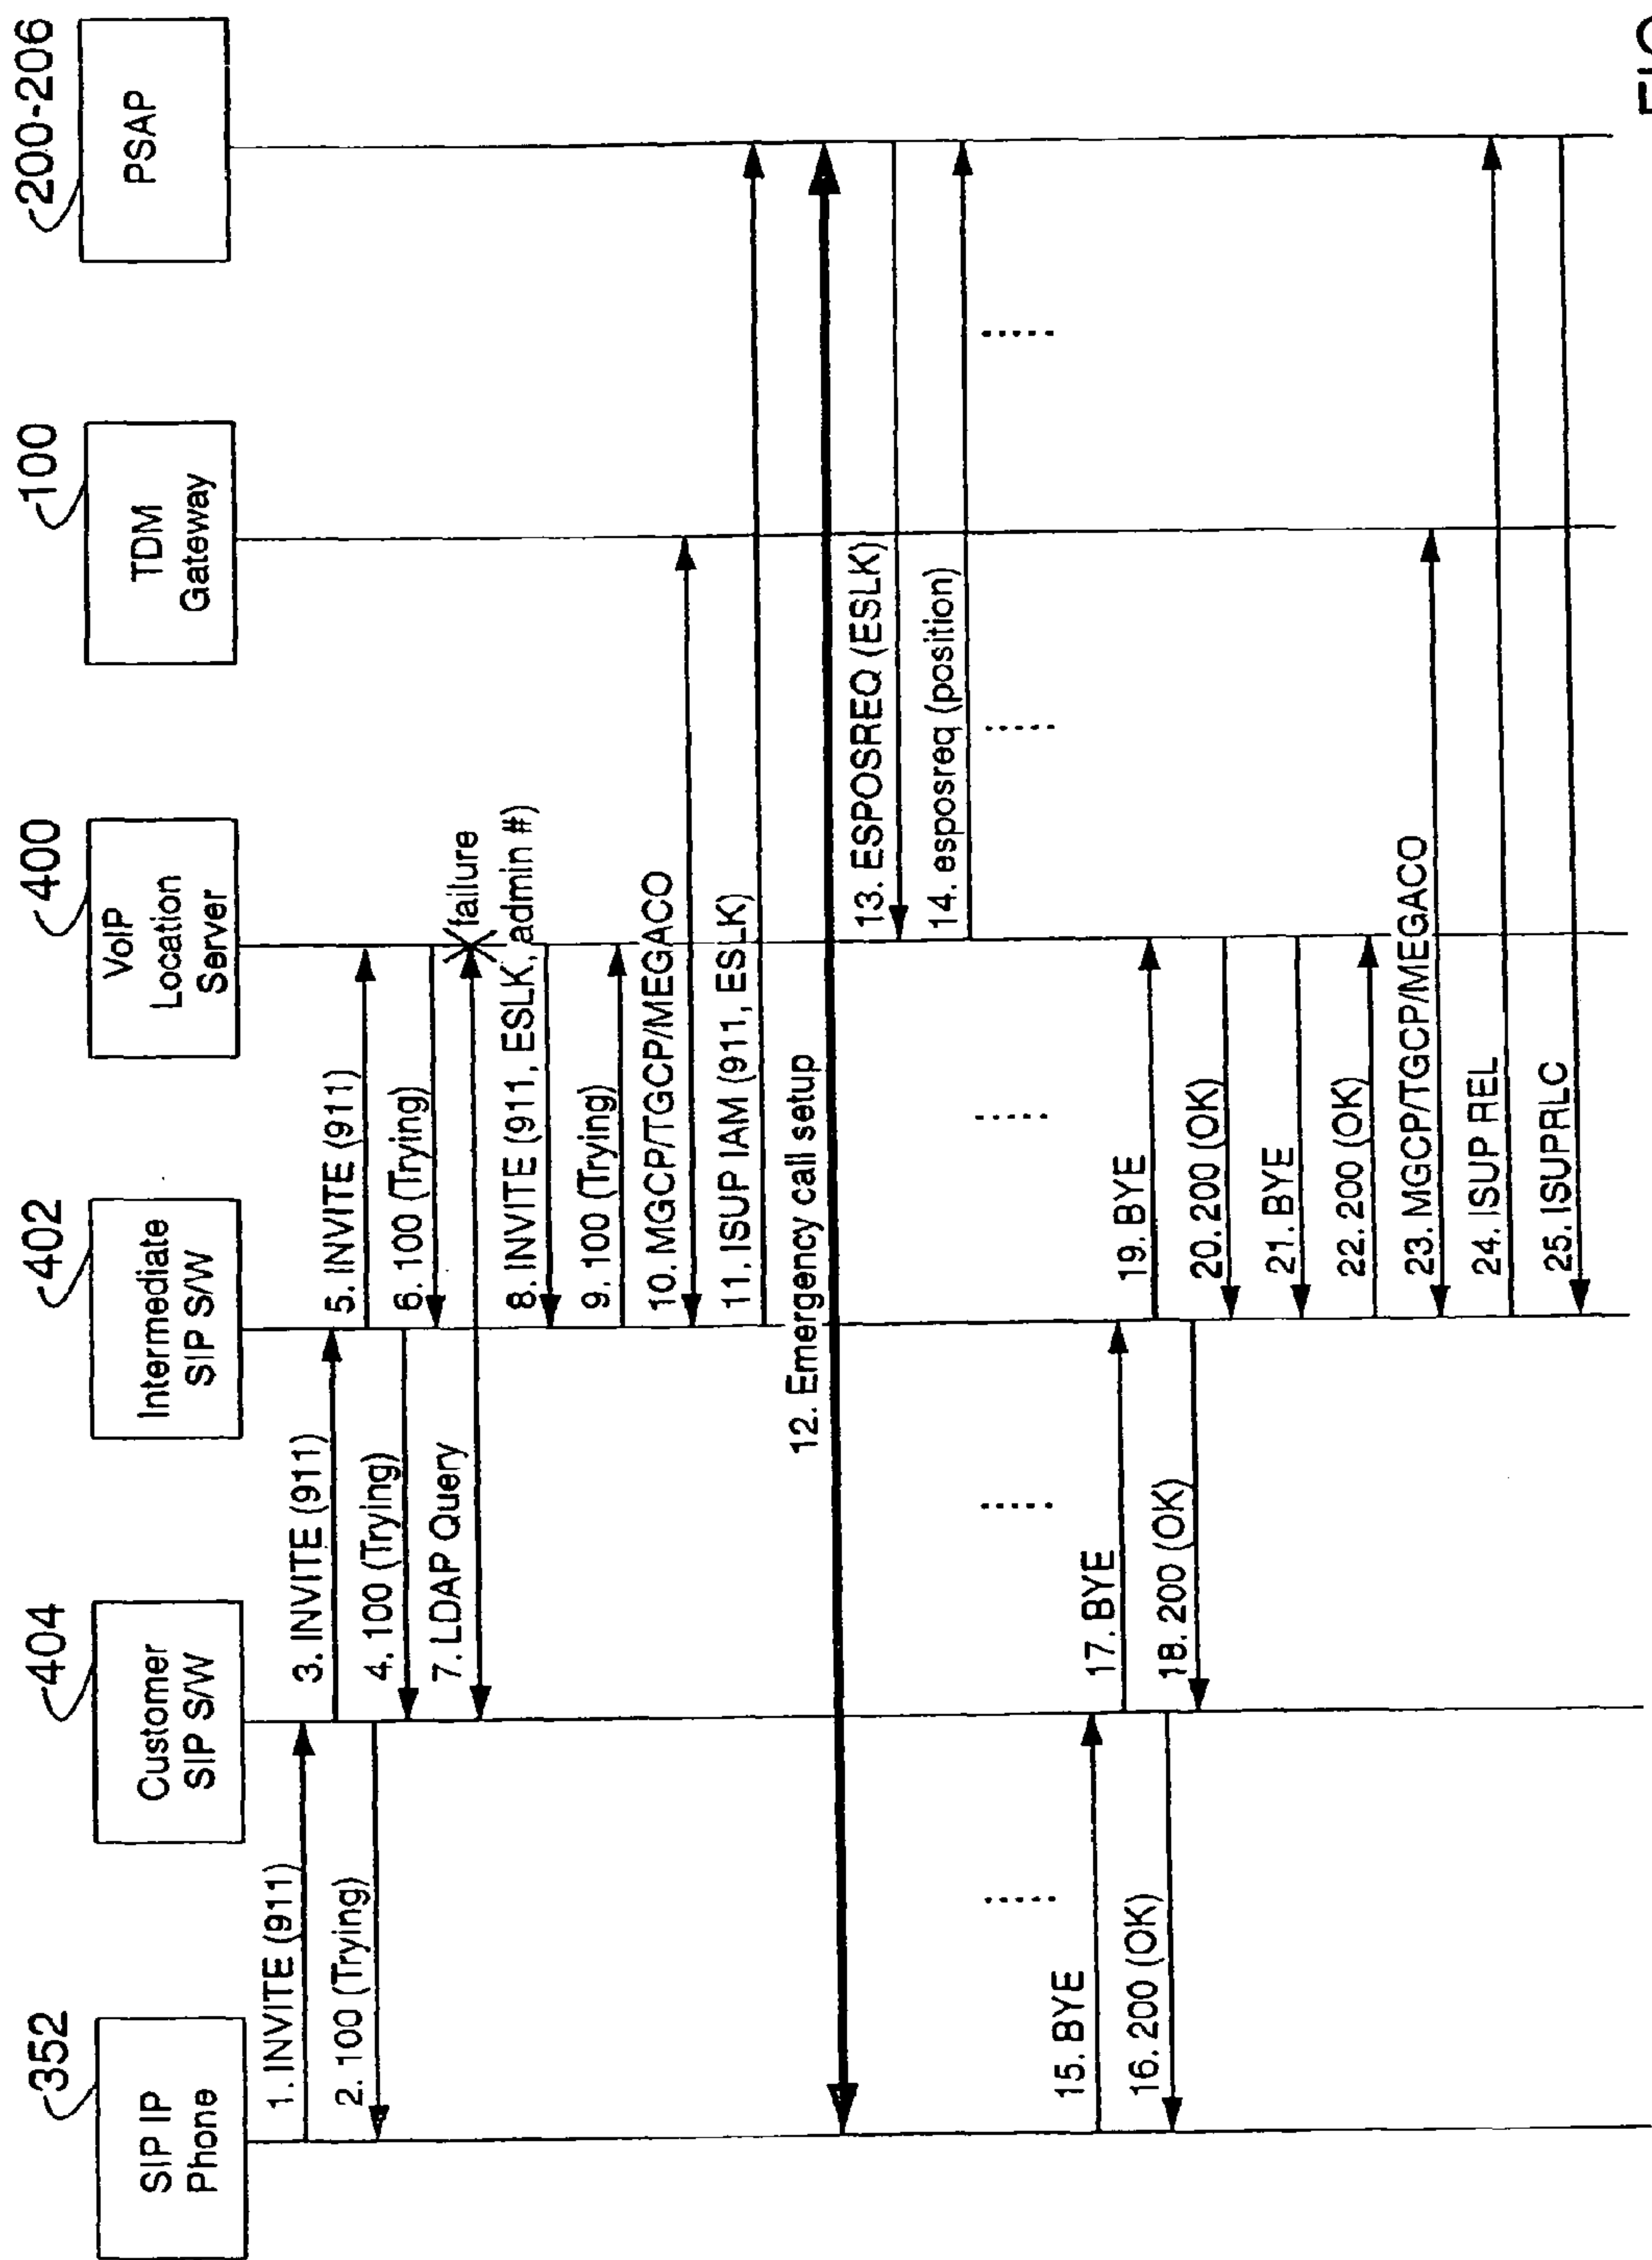 352
SIP IP
Phone
404
Customer
SIP S/W
402
Intermediate
SIP S/W
400
VoIP
Location
Server
100
TDM
Gateway
200-206
PSAP
1. INVITE (911)
2. 100 (Trying)
3. INVITE (911)
4. 100 (Trying)
5. INVITE (911)
6. 100 (Trying)
7. LDAP Query
failure
8. INVITE (911, ESLK, admin #)
9. 100 (Trying)
10. MGCP/TGCP/MEGACO
11. ISUP IAM (911, ESLK)
12. Emergency call setup
13. ESPOSREQ (ESLK)
14. esposreq (position)
15. BYE
16. 200 (OK)
17. BYE
18. 200 (OK)
19. BYE
20. 200 (OK)
21. BYE
22. 200 (OK)
23. MGCP/TGCP/MEGACO
24. ISUP REL
25. ISUPRLC